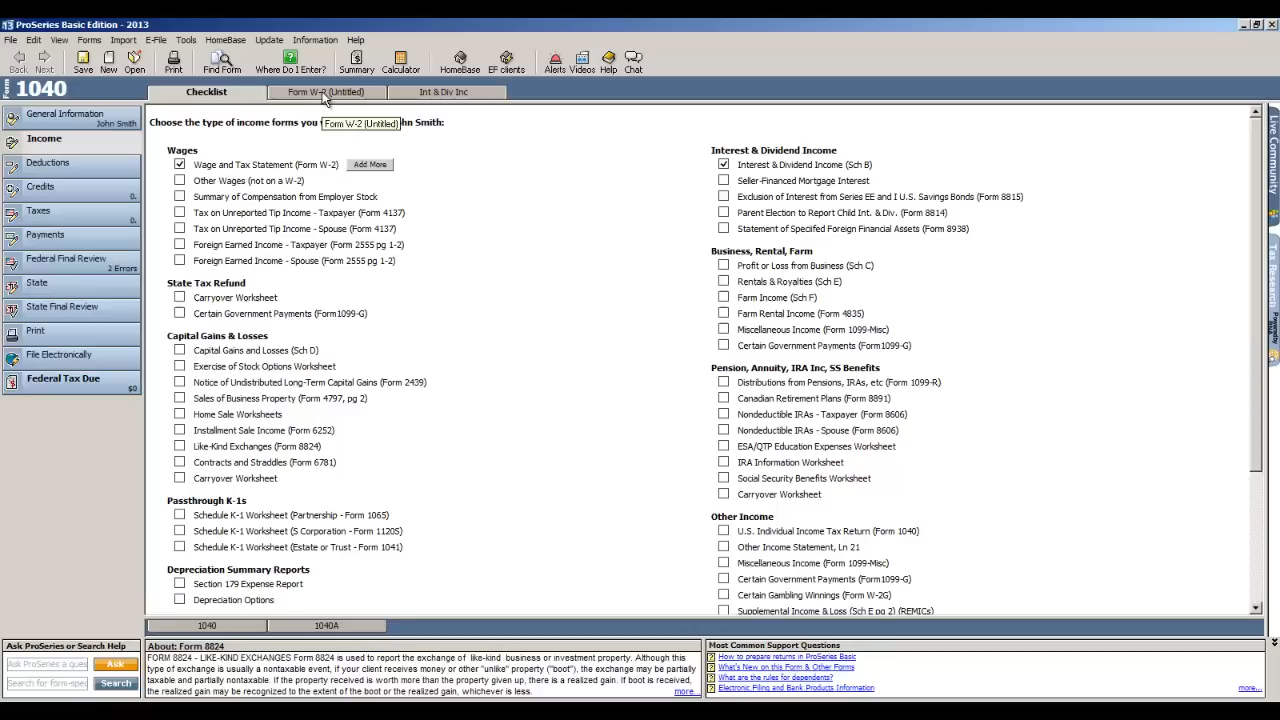 13 ProSeries Basic Edition - 2013
File Edit View Forms Import E-File Tools HomeBase Update Information Help
Back Next Save New Open Print Find Form Where Do I Enter? Summary Calculator HomeBase EF clients Alerts Videos Help Chat
Form 1040
Checklist Form W-2 (Untitled) Int & Div Inc
General Information
John Smith
Income
Deductions
Credits
0.
Taxes
0.
Payments
Federal Final Review
2 Errors
State
State Final Review
Print
File Electronically
Federal Tax Due
$0
Choose the type of income forms you Form W-2 (Untitled) hn Smith:
Wages
Wage and Tax Statement (Form W-2) Add More
Other Wages (not on a W-2)
Summary of Compensation from Employer Stock
Tax on Unreported Tip Income - Taxpayer (Form 4137)
Tax on Unreported Tip Income - Spouse (Form 4137)
Foreign Earned Income - Taxpayer (Form 2555 pg 1-2)
Foreign Earned Income - Spouse (Form 2555 pg 1-2)
State Tax Refund
Carryover Worksheet
Certain Government Payments (Form1099-G)
Capital Gains & Losses
Capital Gains and Losses (Sch D)
Exercise of Stock Options Worksheet
Notice of Undistributed Long-Term Capital Gains (Form 2439)
Sales of Business Property (Form 4797, pg 2)
Home Sale Worksheets
Installment Sale Income (Form 6252)
Like-Kind Exchanges (Form 8824)
Contracts and Straddles (Form 6781)
Carryover Worksheet
Passthrough K-1s
Schedule K-1 Worksheet (Partnership - Form 1065)
Schedule K-1 Worksheet (S Corporation - Form 1120S)
Schedule K-1 Worksheet (Estate or Trust - Form 1041)
Depreciation Summary Reports
Section 179 Expense Report
Depreciation Options
Interest & Dividend Income
Interest & Dividend Income (Sch B)
Seller-Financed Mortgage Interest
Exclusion of Interest from Series EE and I U.S. Savings Bonds (Form 8815)
Parent Election to Report Child Int. & Div. (Form 8814)
Statement of Speciifed Foreign Financial Assets (Form 8938)
Business, Rental, Farm
Profit or Loss from Business (Sch C)
Rentals & Royalties (Sch E)
Farm Income (Sch F)
Farm Rental Income (Form 4835)
Miscellaneous Income (Form 1099-Misc)
Certain Government Payments (Form1099-G)
Pension, Annuity, IRA Inc, SS Benefits
Distributions from Pensions, IRAs, etc (Form 1099-R)
Canadian Retirement Plans (Form 8891)
Nondeductible IRAs - Taxpayer (Form 8606)
Nondeductible IRAs - Spouse (Form 8606)
ESA/QTP Education Expenses Worksheet
IRA Information Worksheet
Social Security Benefits Worksheet
Carryover Worksheet
Other Income
U.S. Individual Income Tax Return (Form 1040)
Other Income Statement, Ln 21
Miscellaneous Income (Form 1099-Misc)
Certain Government Payments (Form1099-G)
Certain Gambling Winnings (Form W-2G)
Supplemental Income & Loss (Sch E pg 2) (REMICs)
Live Community
Tax Research
1040 1040A
Ask ProSeries or Search Help
Ask ProSeries a ques Ask
Search for form-spec Search
About: Form 8824
FORM 8824 - LIKE-KIND EXCHANGES Form 8824 is used to report the exchange of like-kind business or investment property. Although this
type of exchange is usually a nontaxable event, if your client receives money or other "unlike" property ("boot"), the exchange may be partially
taxable and partially nontaxable. If the property received is worth more than the property given up, there is a realized gain. If boot is received,
the realized gain may be recognized to the extent of the boot or the realized gain, whichever is less.
more...
Most Common Support Questions
How to prepare returns in ProSeries Basic
What's New on this Form & Other Forms
What are the rules for dependents?
Electronic Filing and Bank Products Information
more...